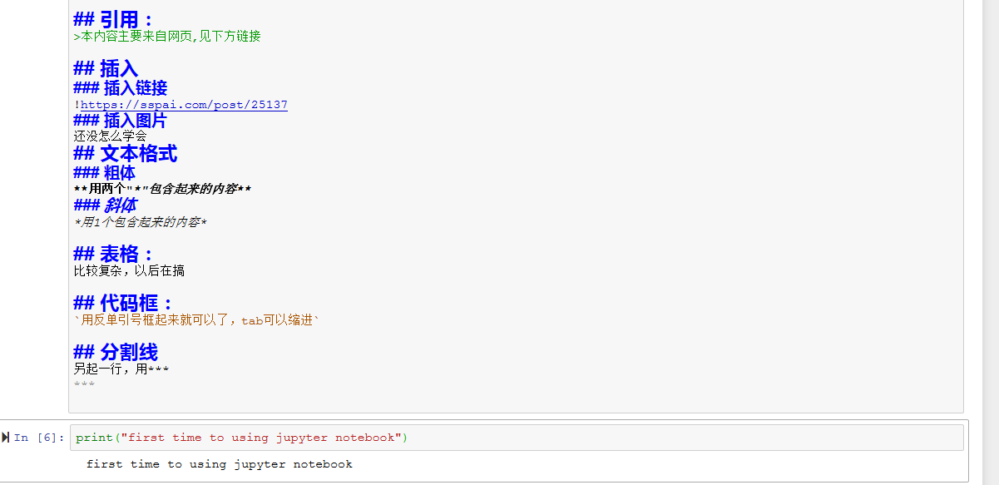 ## 引用：
>本内容主要来自网页,见下方链接
## 插入
### 插入链接
!https://sspai.com/post/25137
### 插入图片
还没怎么学会
## 文本格式
### 粗体
**用两个"*"包含起来的内容**
### 斜体
*用1个包含起来的内容*
## 表格：
比较复杂，以后在搞
## 代码框：
`用反单引号框起来就可以了，tab可以缩进`
## 分割线
另起一行，用***
***
In [6]: print("first time to using jupyter notebook")
first time to using jupyter notebook